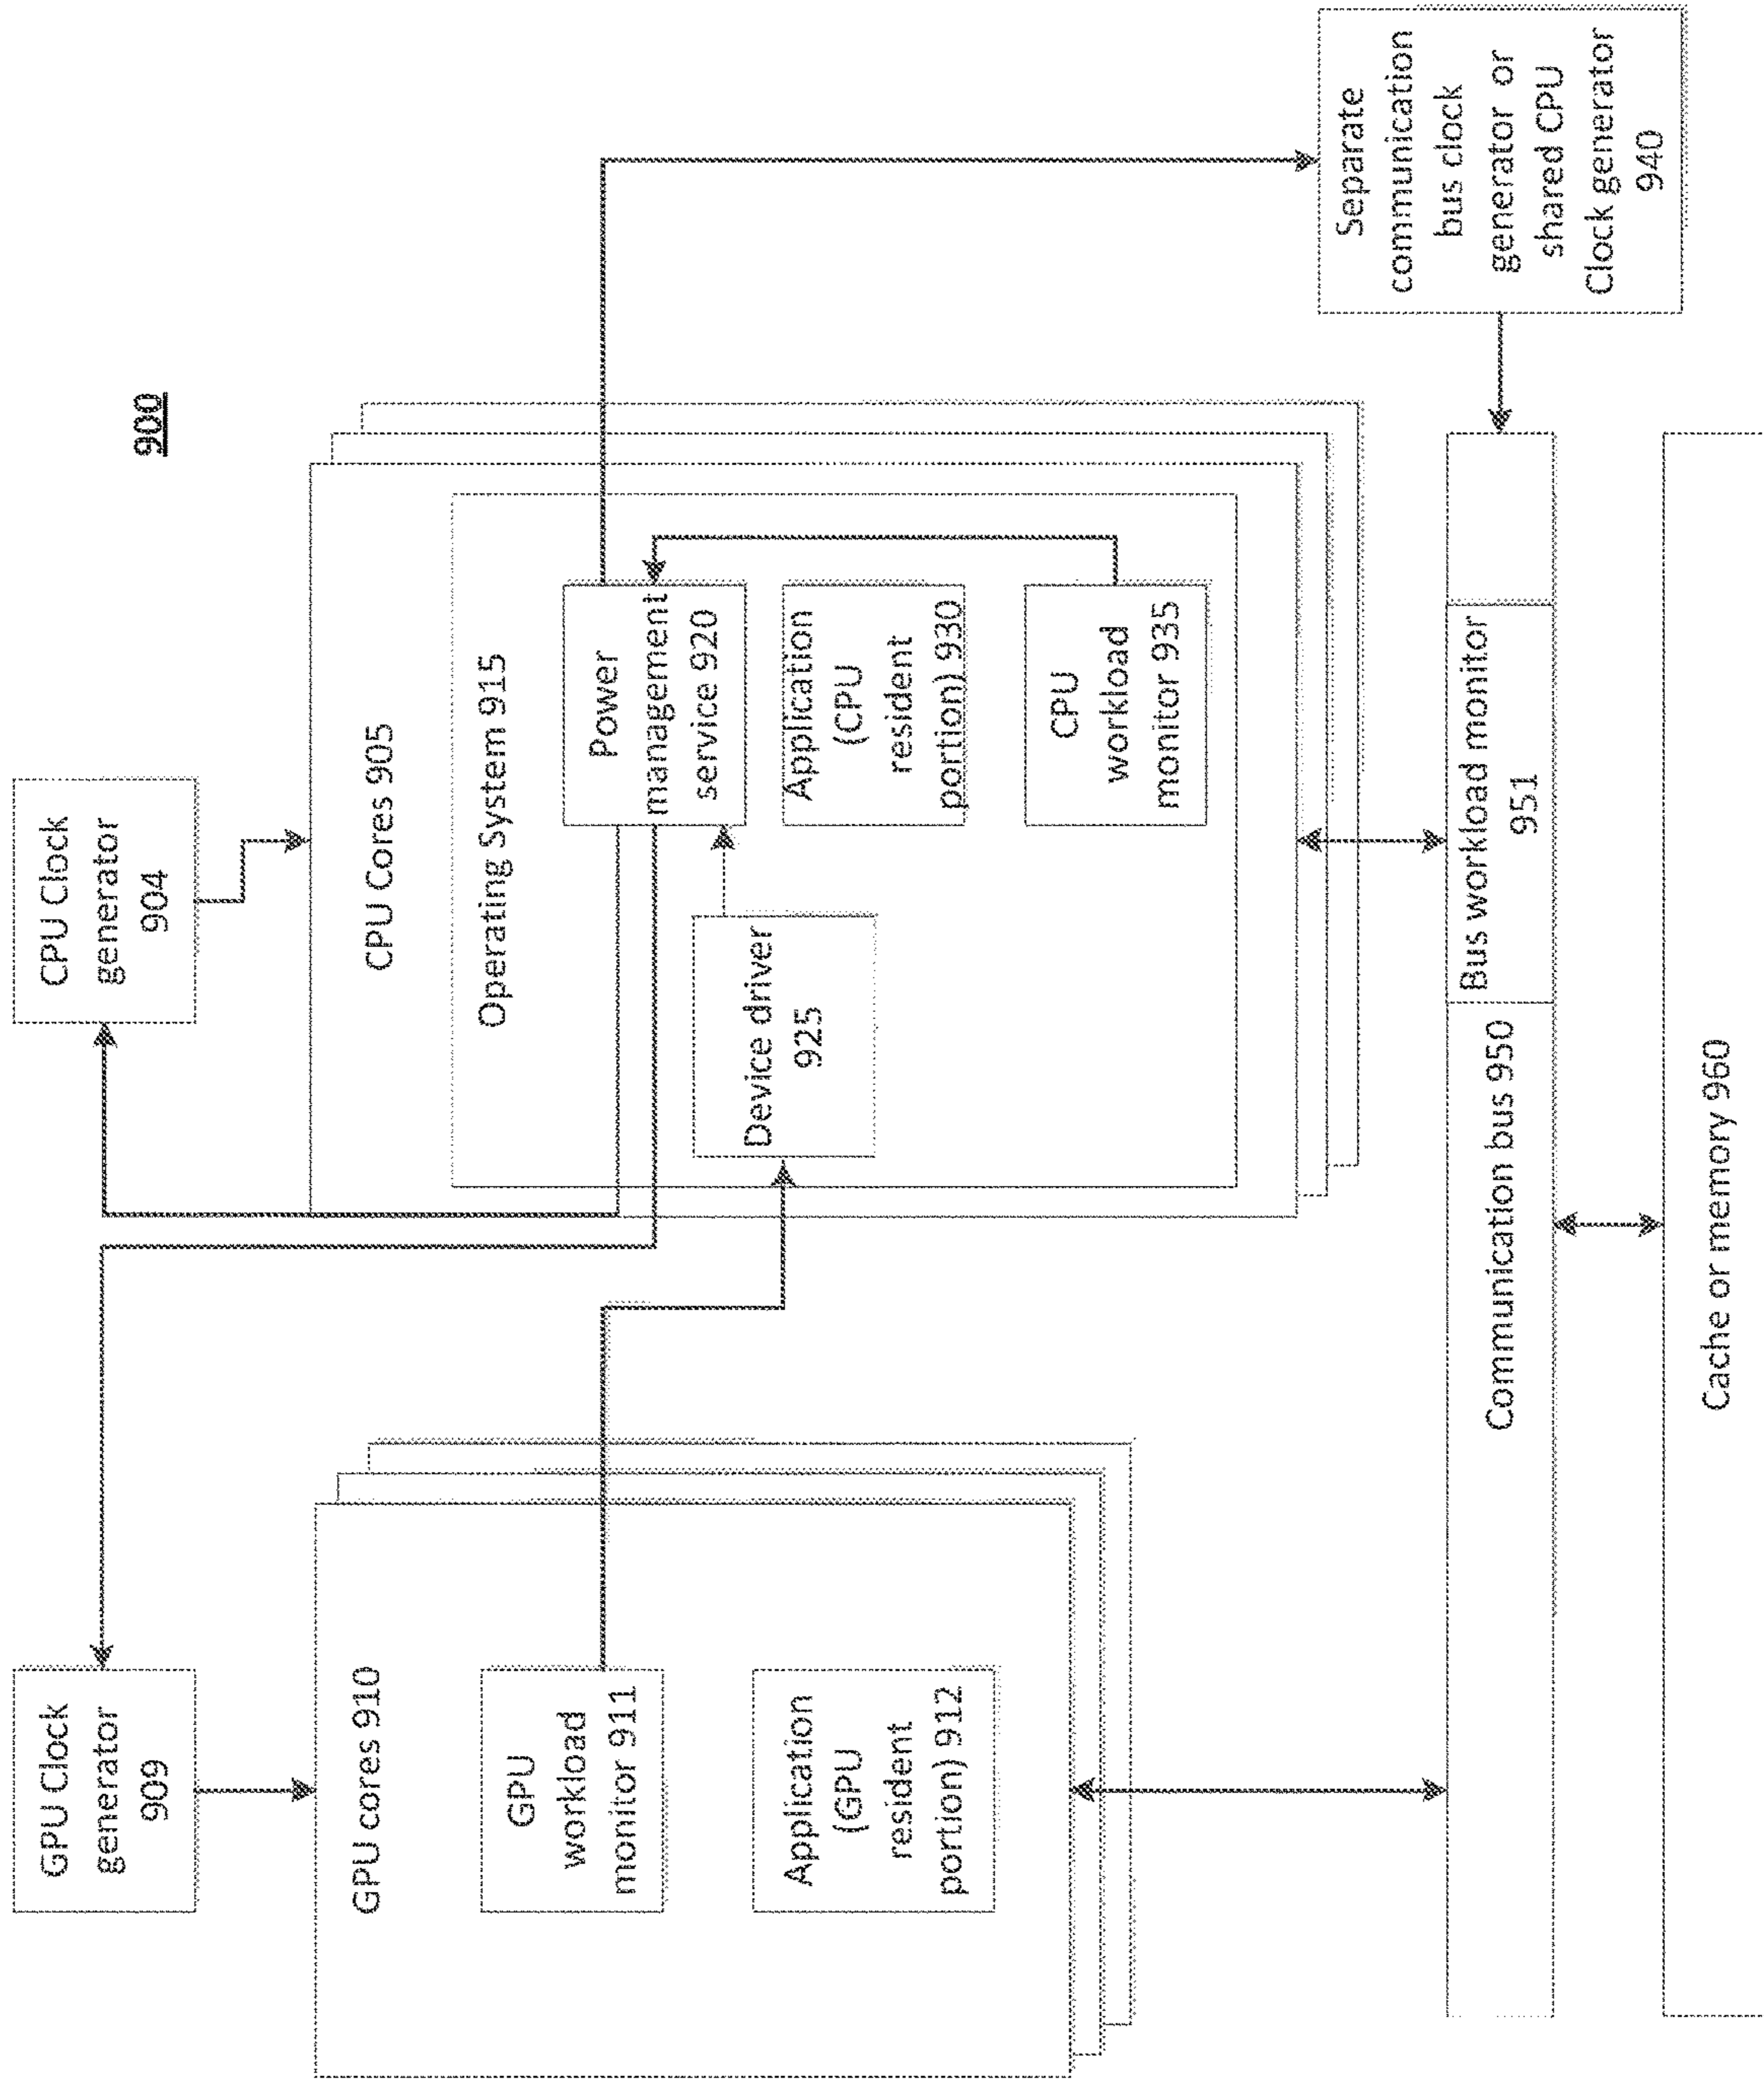 900
GPU Clock
generator
909
CPU Clock
generator
904
GPU cores 910
GPU
workload
monitor 911
Application
(GPU
resident
portion) 912
CPU Cores 905
Operating System 915
Power
management
service 920
Device driver
925
Application
(CPU
resident
portion) 930
CPU
workload
monitor 935
Separate
communication
bus clock
generator or
shared CPU
Clock generator
940
Communication bus 950
Bus workload monitor
951
Cache or memory 960